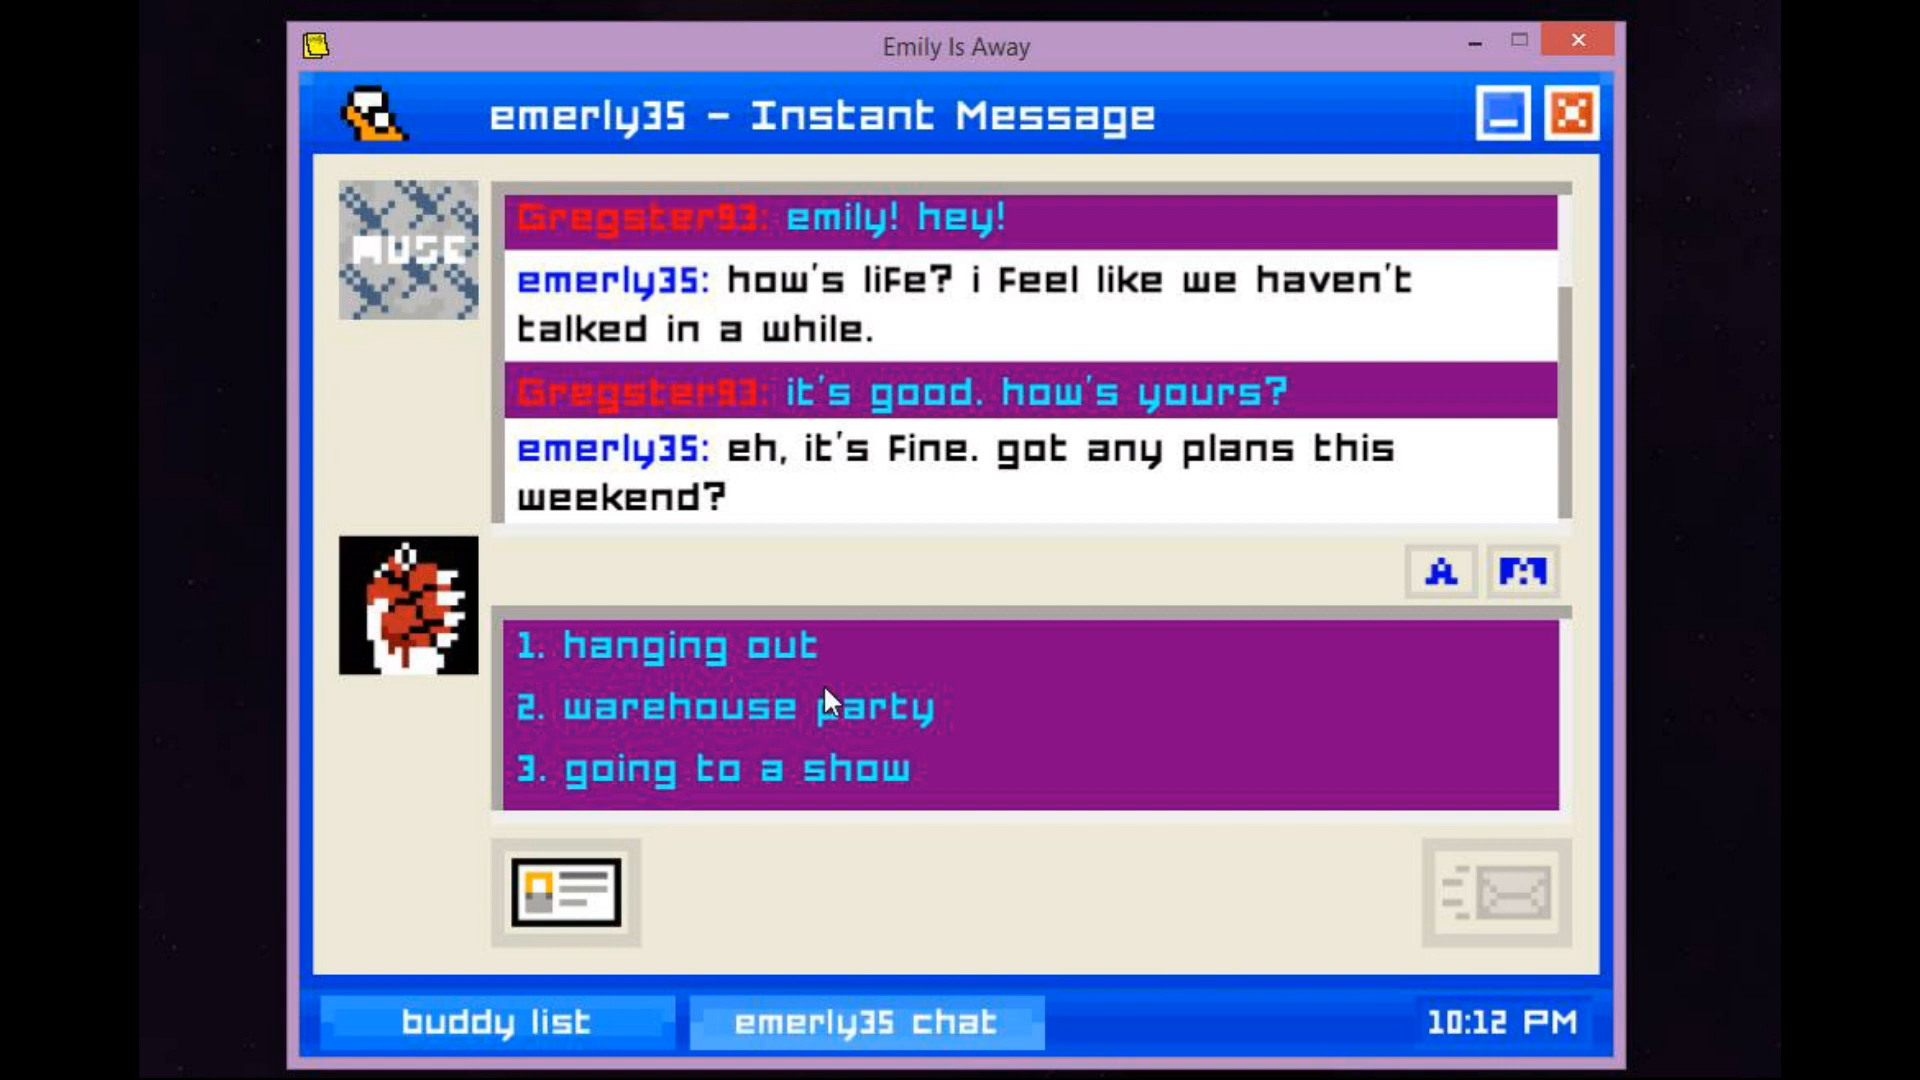 Emily Is Away
emerly35 - Instant Message
MUSE
Gregster93: emily! hey!
emerly35: how's life? i feel like we haven't
talked in a while.
Gregster93: it's good. how's yours?
emerly35: eh, it's fine. got any plans this
weekend?
A
1. hanging out
2. warehouse party
3. going to a show
buddy list
emerly35 chat
10:12 PM